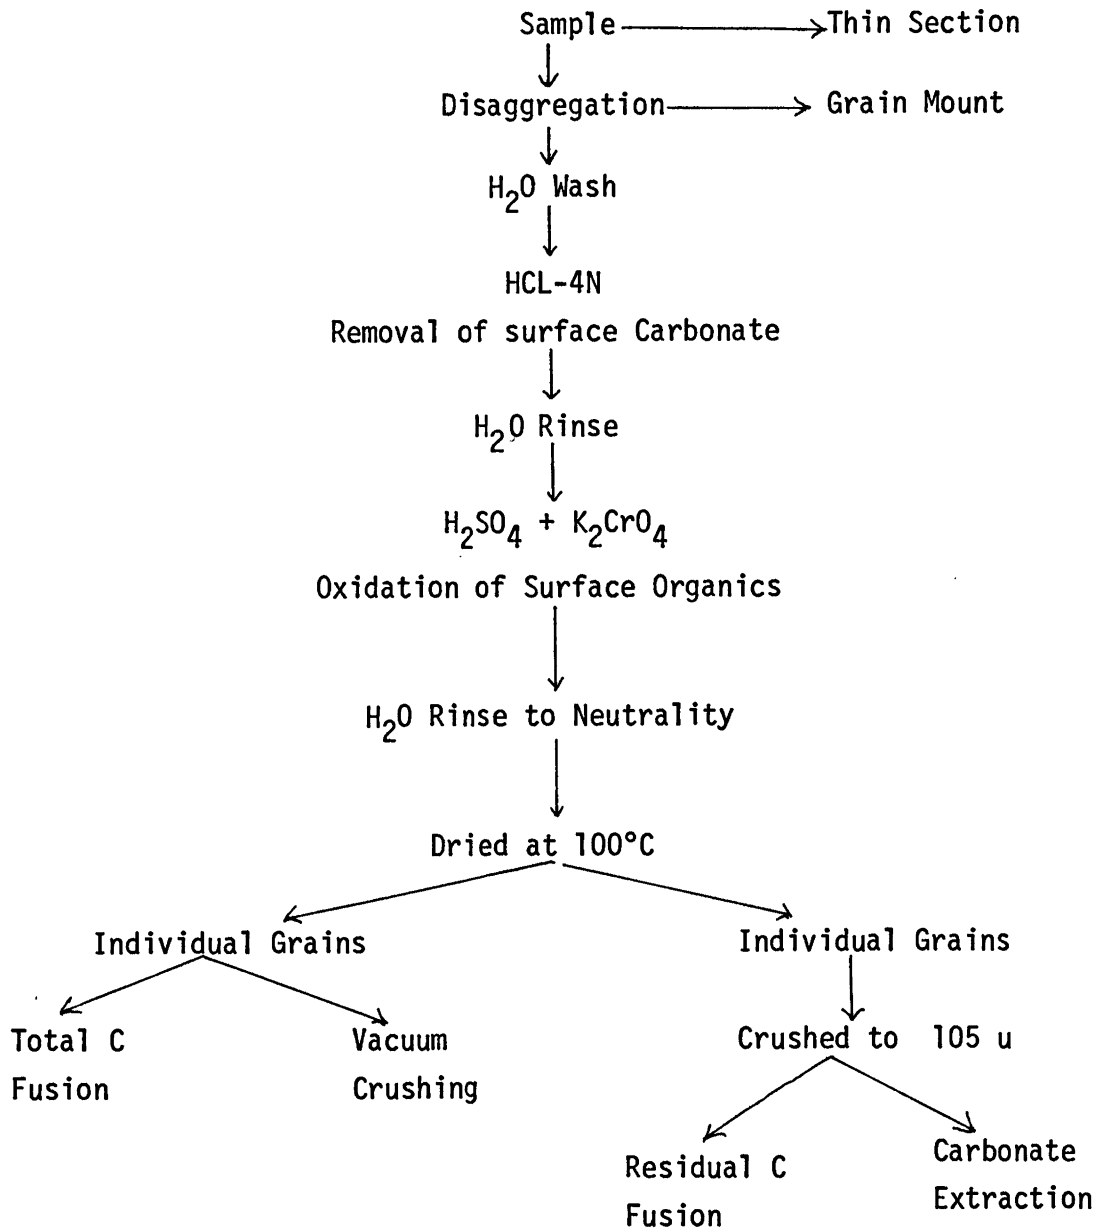 Sample Thin Section
Disaggregation Grain Mount
H₂O Wash
HCL-4N
Removal of surface Carbonate
H₂O Rinse
H₂SO₄ + K₂CrO₄
Oxidation of Surface Organics
H₂O Rinse to Neutrality
Dried at 100°C
Individual Grains Individual Grains
Total C
Fusion
Vacuum
Crushing
Crushed to 105 u
Residual C
Fusion
Carbonate
Extraction